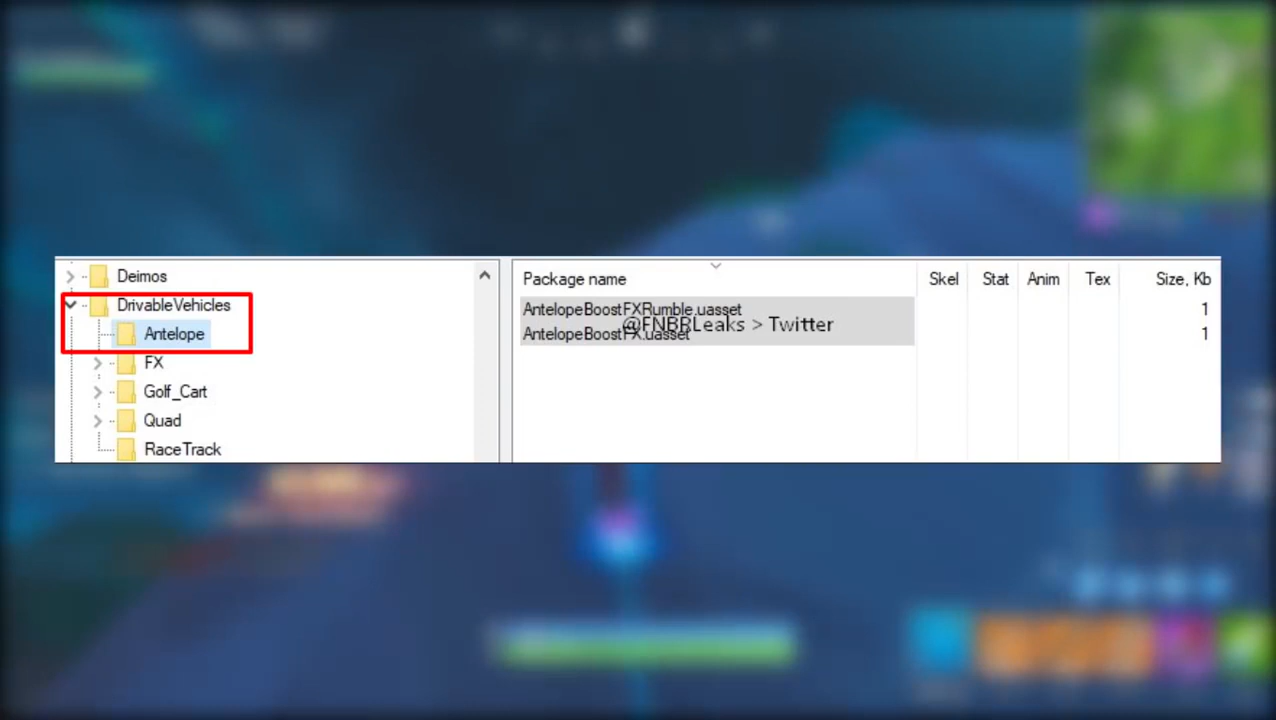 Deimos
DrivableVehicles
Antelope
FX
Golf_Cart
Quad
RaceTrack
Package name Skel Stat Anim Tex Size, Kb
AntelopeBoostFXRumble.uasset 1
@FNBRLeaks > Twitter
AntelopeBoostFX.uasset 1